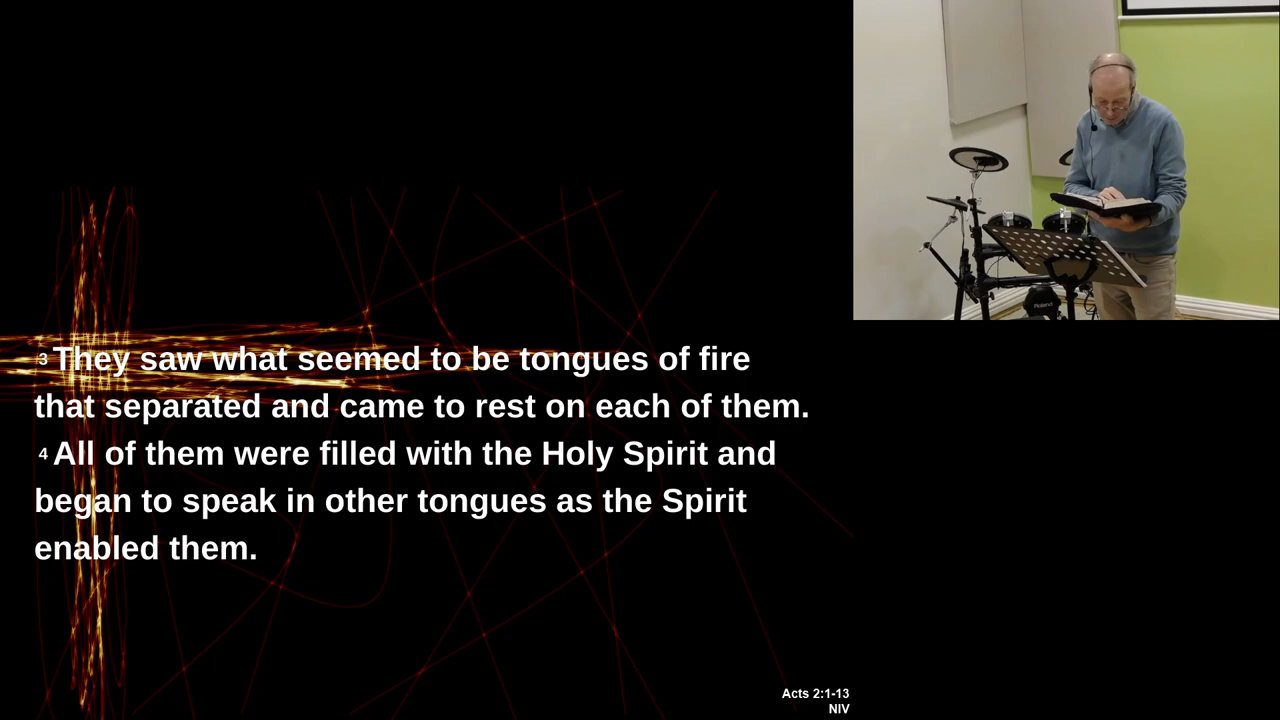 3 They saw what seemed to be tongues of fire
that separated and came to rest on each of them.
4 All of them were filled with the Holy Spirit and
began to speak in other tongues as the Spirit
enabled them.
Acts 2:1-13
NIV
Roland